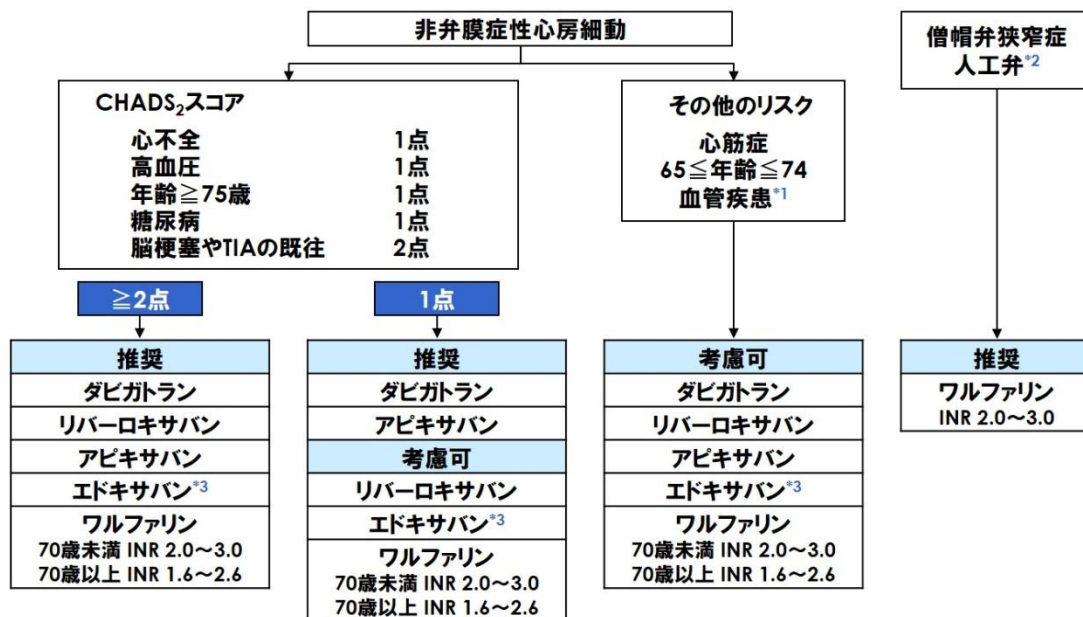 非弁膜症性心房細動
CHADS2スコア
心不全 1点
高血圧 1点
年齢≧75歳 1点
糖尿病 1点
脳梗塞やTIAの既往 2点
その他のリスク
心筋症
65≦年齢≦74
血管疾患*1
僧帽弁狭窄症
人工弁*2
≧2点
推奨
ダビガトラン
リバーロキサバン
アピキサバン
エドキサバン*3
ワルファリン
70歳未満 INR 2.0～3.0
70歳以上 INR 1.6～2.6
1点
推奨
ダビガトラン
アピキサバン
考慮可
リバーロキサバン
エドキサバン*3
ワルファリン
70歳未満 INR 2.0～3.0
70歳以上 INR 1.6～2.6
考慮可
ダビガトラン
リバーロキサバン
アピキサバン
エドキサバン*3
ワルファリン
70歳未満 INR 2.0～3.0
70歳以上 INR 1.6～2.6
推奨
ワルファリン
INR 2.0～3.0